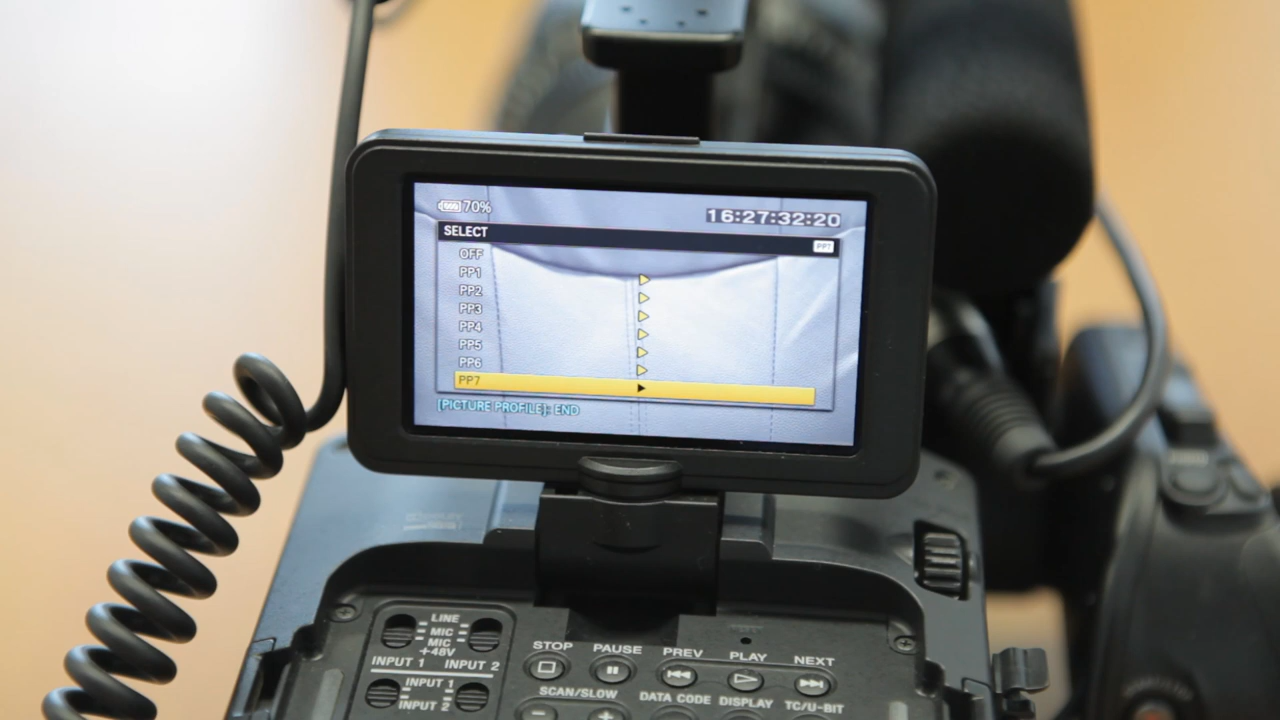 70%
16:27:32:20
SELECT
PP7
OFF
PP1
PP2
PP3
PP4
PP5
PP6
PP7
[PICTURE PROFILE]: END
LINE
MIC
MIC
+48V
INPUT 1 INPUT 2
INPUT 1
INPUT 2
STOP PAUSE PREV PLAY NEXT
SCAN/SLOW DATA CODE DISPLAY TC/U-BIT